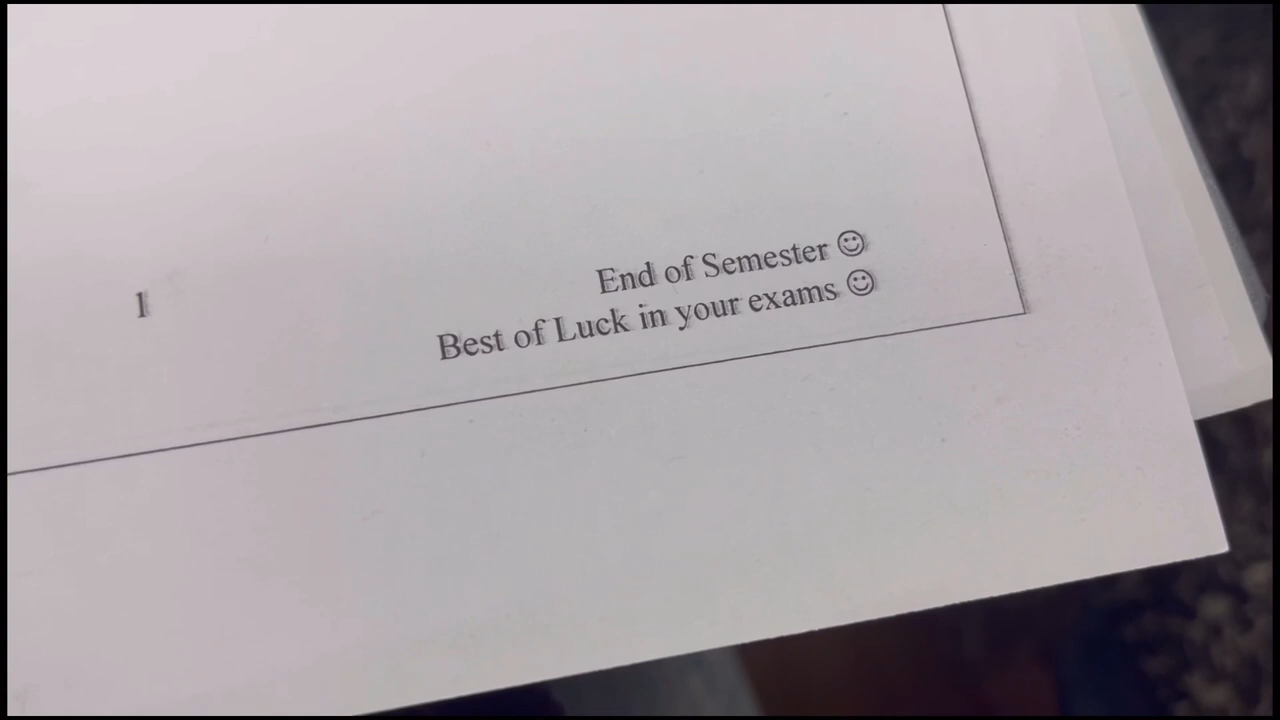 1
End of Semester ☺
Best of Luck in your exams ☺